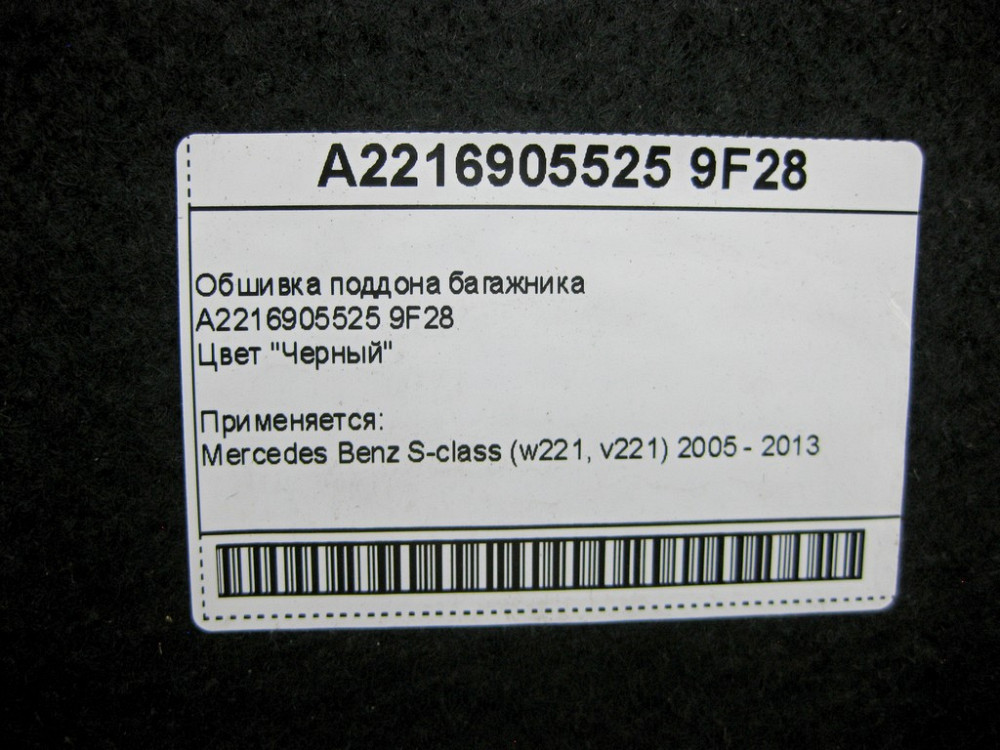 A2216905525 9F28
Обшивка поддона багажника
A2216905525 9F28
Цвет "Черный"
Применяется:
Mercedes Benz S-class (w221, v221) 2005 - 2013